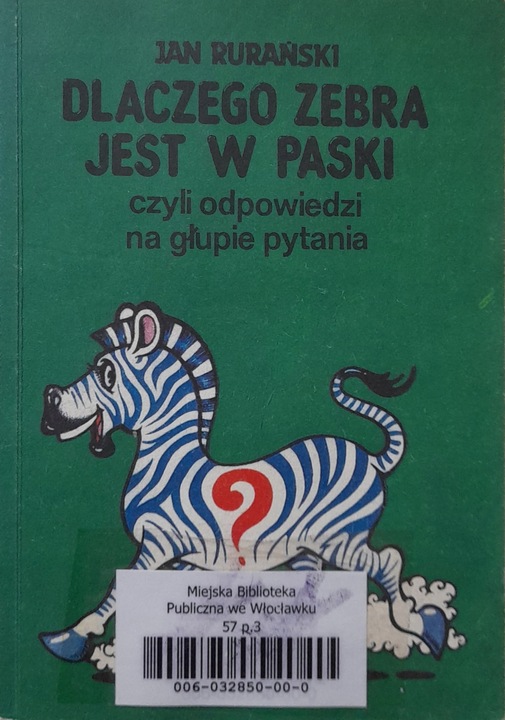 JAN RURAŃSKI
DLACZEGO ZEBRA
JEST W PASKI
czyli odpowiedzi
na głupie pytania
?
Miejska Biblioteka
Publiczna we Włocławku
57 p.3
006-032850-00-0